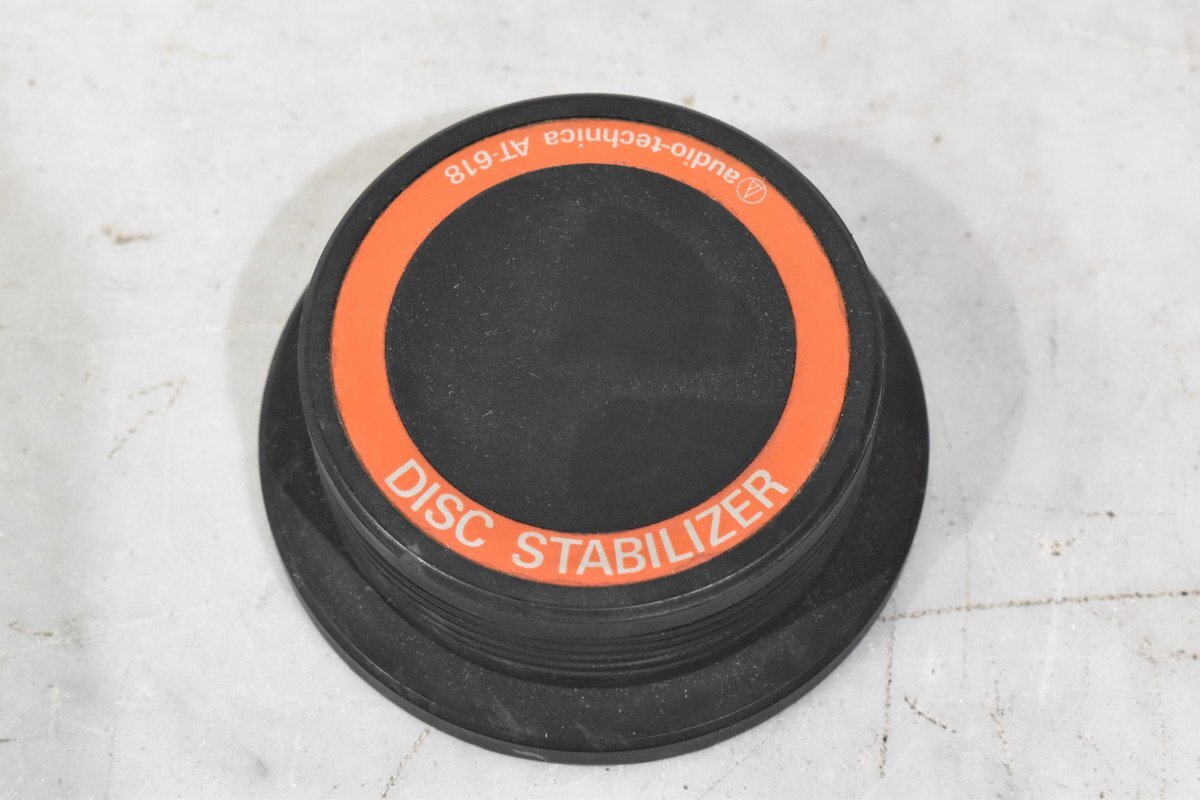 audio-technica AT-618
DISC STABILIZER